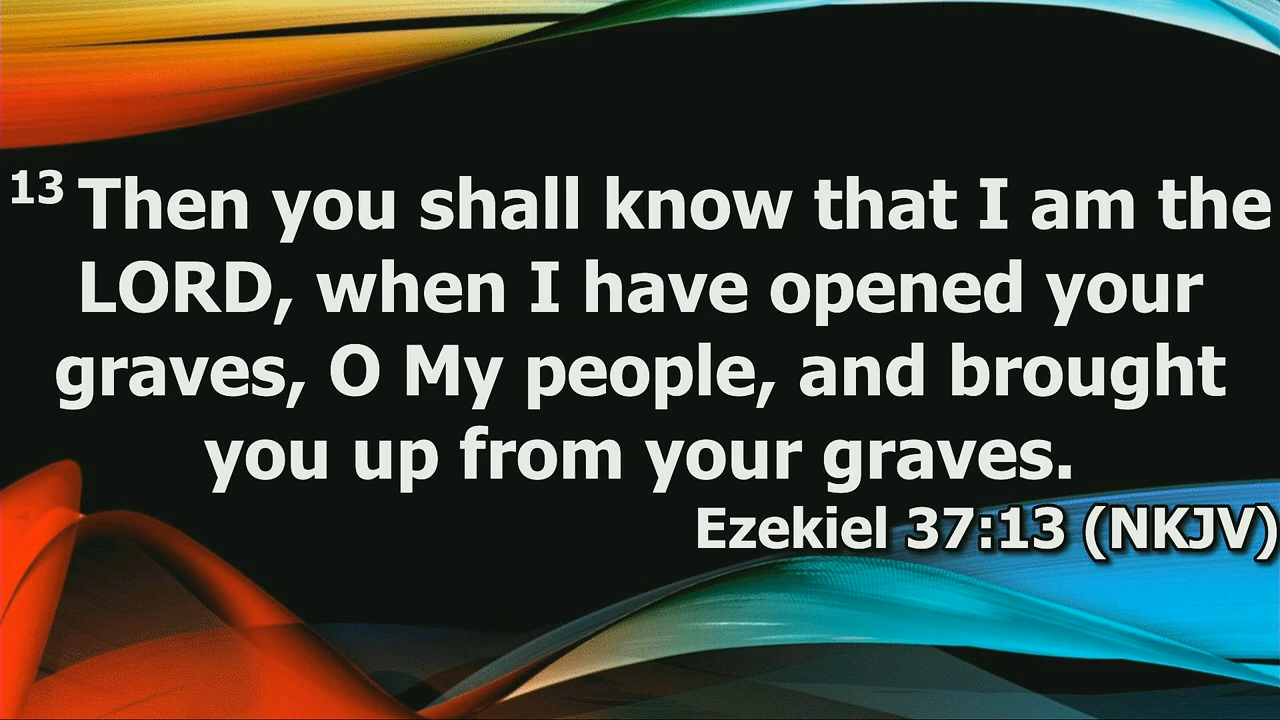 13 Then you shall know that I am the
LORD, when I have opened your
graves, O My people, and brought
you up from your graves.
Ezekiel 37:13 (NKJV)